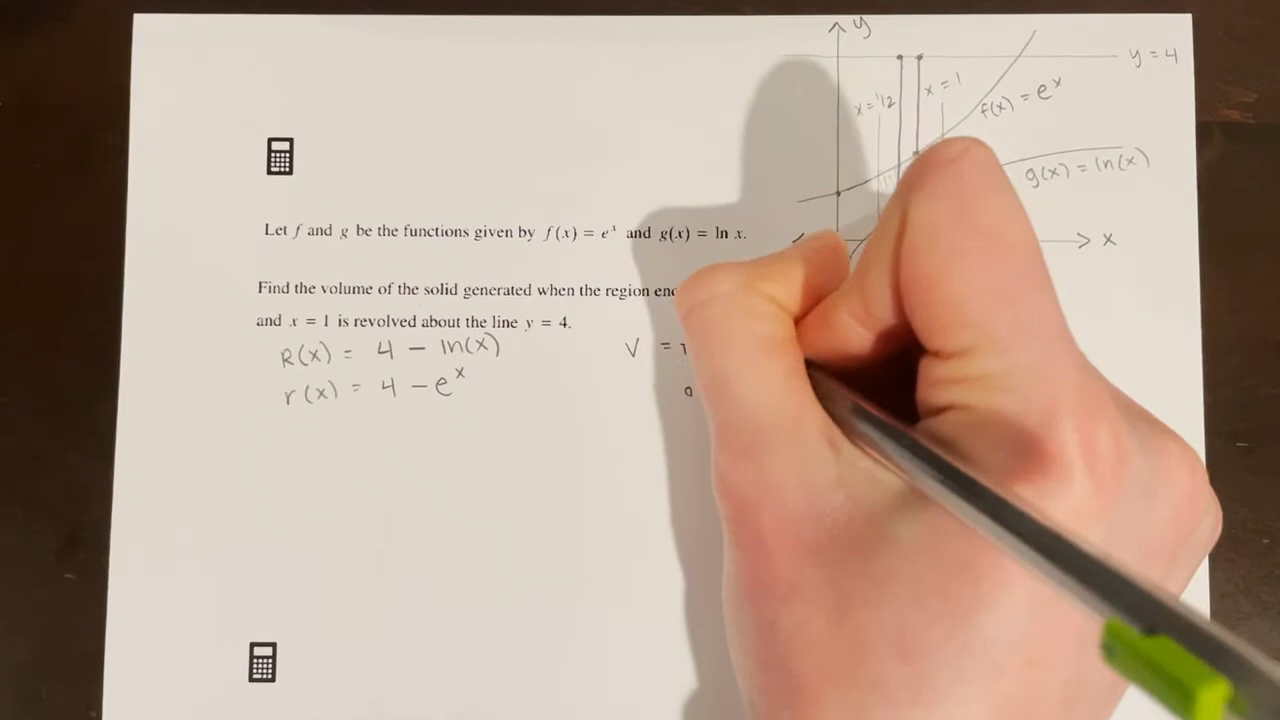 y
y = 4
x = 1
x = 1/2
f(x) = e^x
g(x) = ln(x)
x
Let f and g be the functions given by f(x) = e^x and g(x) = ln x.
Find the volume of the solid generated when the region
and x = 1 is revolved about the line y = 4.
R(x) = 4 - ln(x)
V =
r(x) = 4 - e^x